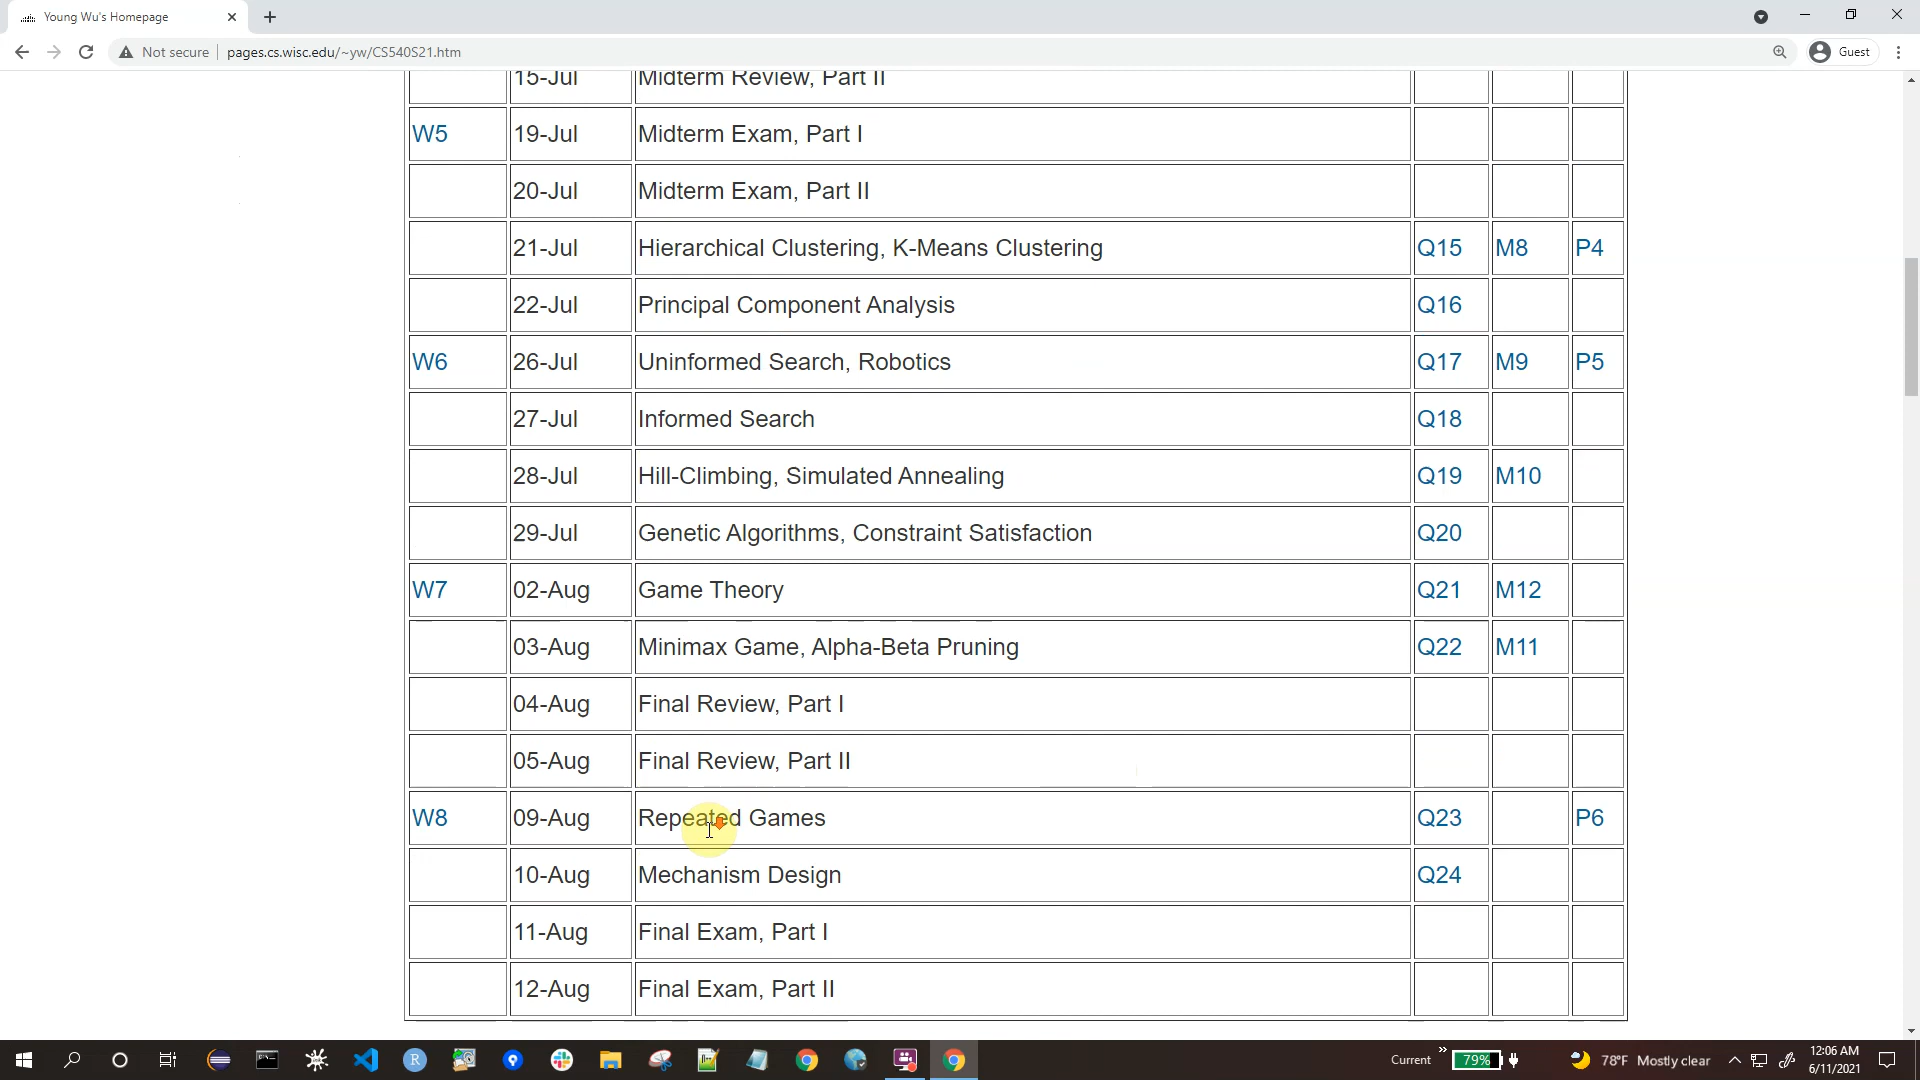 Young Wu's Homepage
Not secure pages.cs.wisc.edu/~yw/CS540S21.htm Guest
15-Jul Midterm Review, Part II
W5 19-Jul Midterm Exam, Part I
20-Jul Midterm Exam, Part II
21-Jul Hierarchical Clustering, K-Means Clustering Q15 M8 P4
22-Jul Principal Component Analysis Q16
W6 26-Jul Uninformed Search, Robotics Q17 M9 P5
27-Jul Informed Search Q18
28-Jul Hill-Climbing, Simulated Annealing Q19 M10
29-Jul Genetic Algorithms, Constraint Satisfaction Q20
W7 02-Aug Game Theory Q21 M12
03-Aug Minimax Game, Alpha-Beta Pruning Q22 M11
04-Aug Final Review, Part I
05-Aug Final Review, Part II
W8 09-Aug Repeated Games Q23 P6
10-Aug Mechanism Design Q24
11-Aug Final Exam, Part I
12-Aug Final Exam, Part II
Current 79% 78°F Mostly clear 12:06 AM
6/11/2021